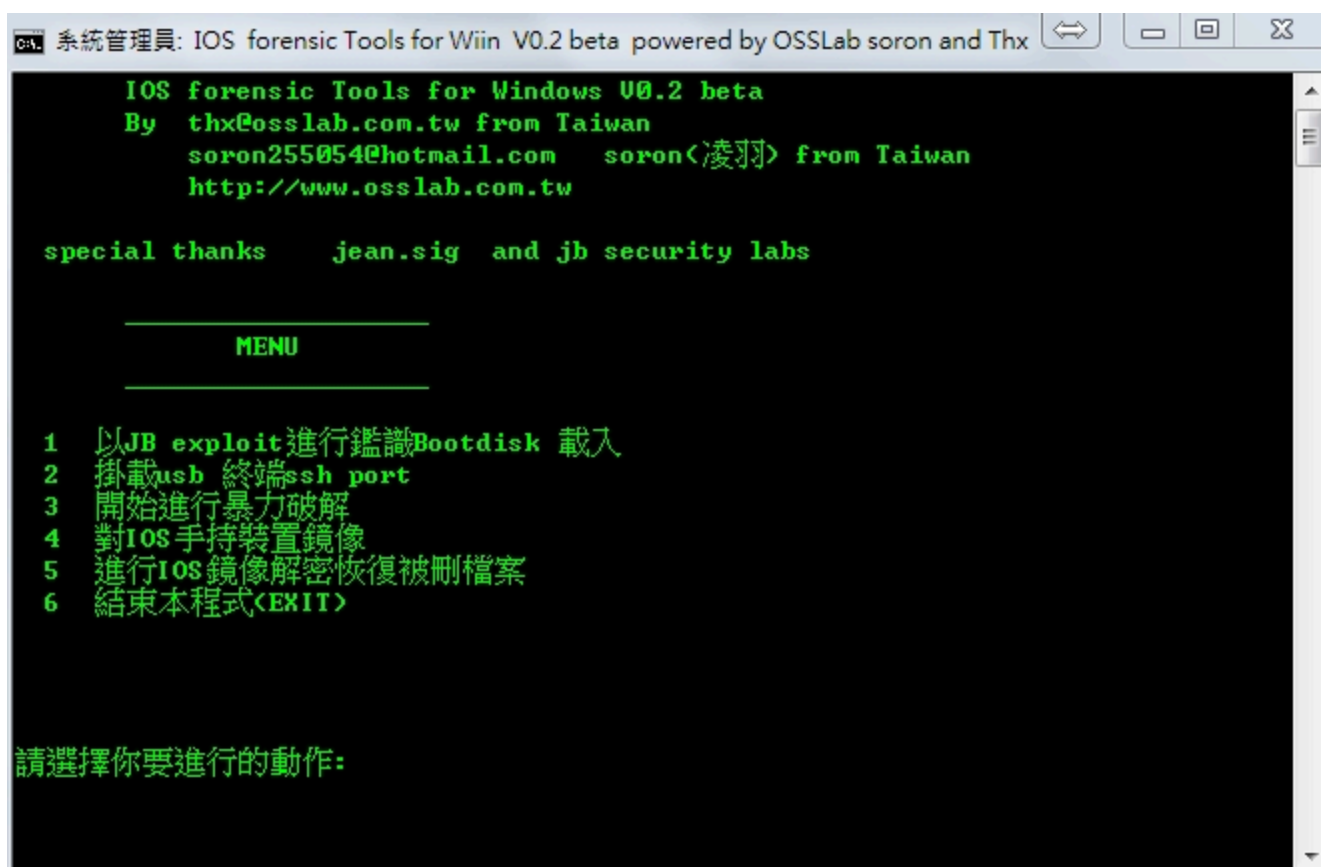 系統管理員: IOS forensic Tools for Wiin V0.2 beta powered by OSSLab soron and Thx
IOS forensic Tools for Windows V0.2 beta
By thx@osslab.com.tw from Taiwan
soron255054@hotmail.com soron(凌羽) from Taiwan
http://www.osslab.com.tw
special thanks jean.sig and jb security labs
MENU
1 以JB exploit進行鑑識Bootdisk 載入
2 掛載usb 終端ssh port
3 開始進行暴力破解
4 對IOS手持裝置鏡像
5 進行IOS鏡像解密恢復被刪檔案
6 結束本程式(EXIT)
請選擇你要進行的動作: